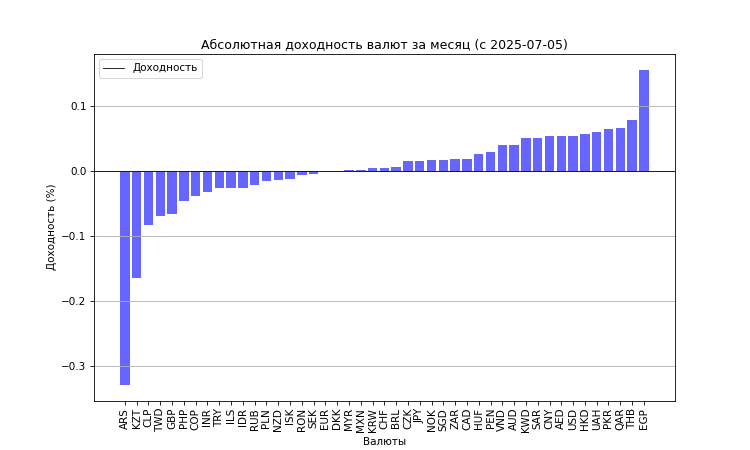 Абсолютная доходность валют за месяц (с 2025-07-05)
Доходность
Доходность (%)
0.1
0.0
−0.1
−0.2
−0.3
ARS KZT CLP TWD GBP PHP COP INR TRY ILS IDR RUB PLN NZD ISK RON SEK EUR DKK MYR MXN KRW CHF BRL CZK JPY NOK SGD ZAR CAD HUF PEN VND AUD KWD SAR CNY AED USD HKD UAH PKR QAR THB EGP
Валюты